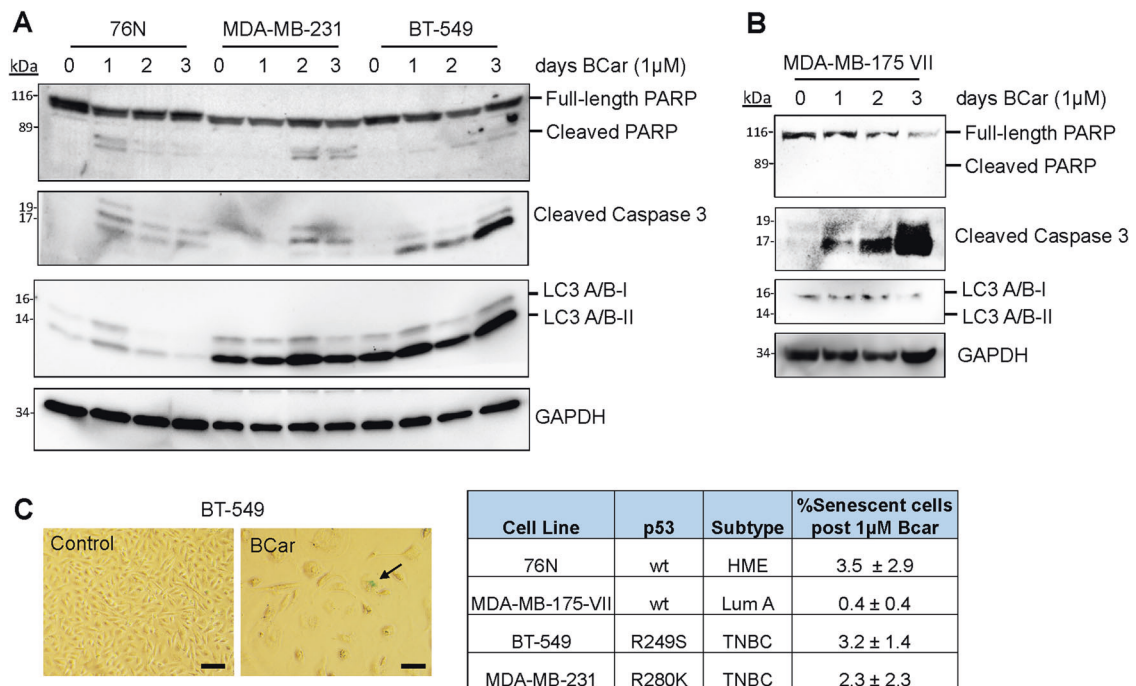 A
76N MDA-MB-231 BT-549
kDa 0 1 2 3 0 1 2 3 0 1 2 3 days BCar (1µM)
116- Full-length PARP
89- Cleaved PARP
19- Cleaved Caspase 3
17-
16- LC3 A/B-I
14- LC3 A/B-II
34- GAPDH
B
MDA-MB-175 VII
kDa 0 1 2 3 days BCar (1µM)
116- Full-length PARP
89- Cleaved PARP
19- Cleaved Caspase 3
17-
16- LC3 A/B-I
14- LC3 A/B-II
34- GAPDH
C
BT-549
Control BCar
Cell Line p53 Subtype %Senescent cells post 1µM Bcar
76N wt HME 3.5 ± 2.9
MDA-MB-175-VII wt Lum A 0.4 ± 0.4
BT-549 R249S TNBC 3.2 ± 1.4
MDA-MB-231 R280K TNBC 2.3 ± 2.3